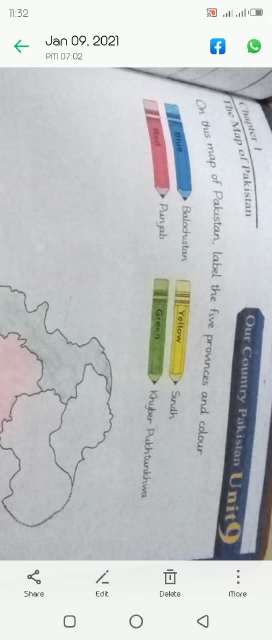 11:32
Jan 09, 2021
PM 07:02
Our Country Pakistan Unit 9
Chapter 1
The Map of Pakistan
On this map of Pakistan, label the five provinces and colour
Blue Balochistan
Yellow Sindh
Red Punjab
Green Khyber Pukhtunkhwa
Share
Edit
Delete
More